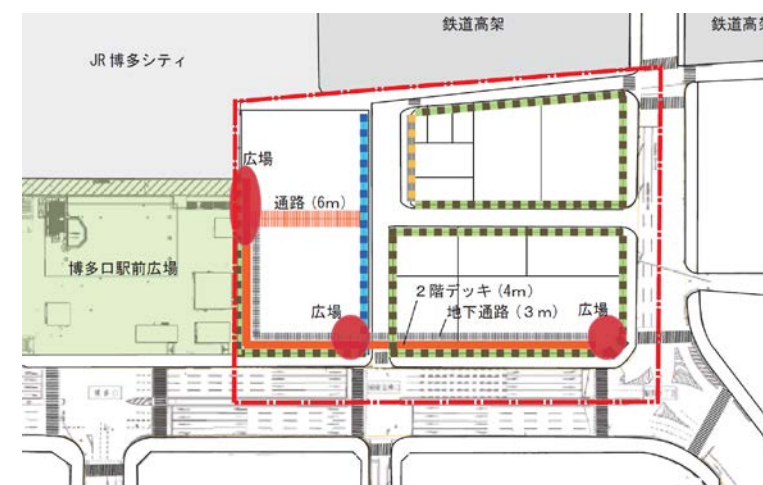 鉄道高架
鉄道高
JR博多シティ
広場
通路（6m）
博多口駅前広場
2階デッキ（4m）
広場
地下通路（3m）
広場